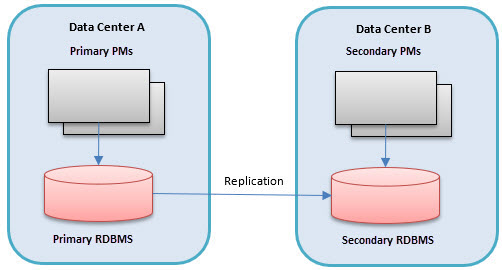 Data Center A
Primary PMs
Primary RDBMS
Replication
Data Center B
Secondary PMs
Secondary RDBMS